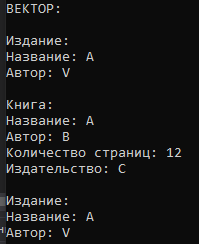 ВЕКТОР:
Издание:
Название: A
Автор: V
Книга:
Название: A
Автор: B
Количество страниц: 12
Издательство: C
Издание:
Название: A
Автор: V